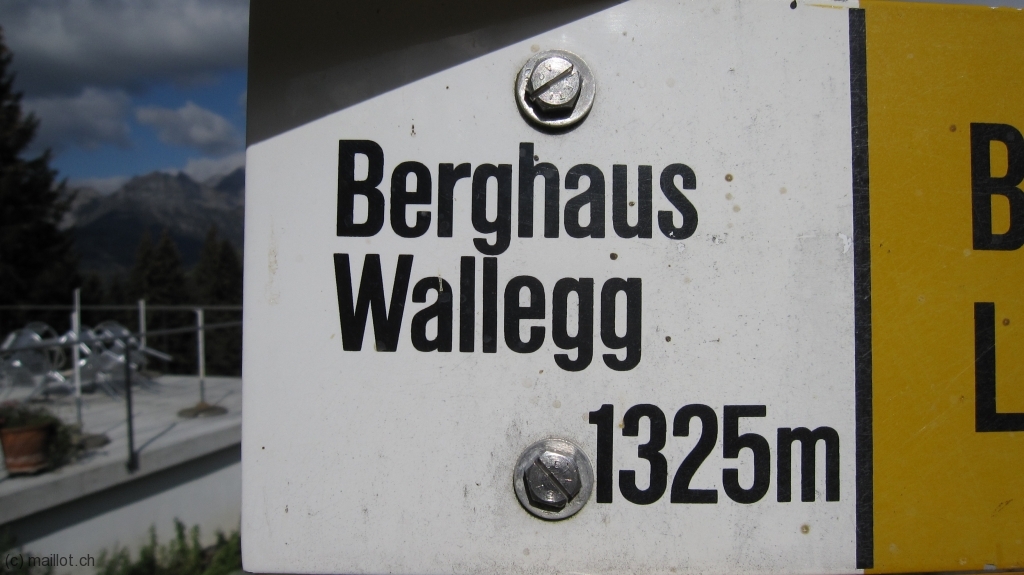 Berghaus
Wallegg
1325m
B
L
(c) maillot.ch